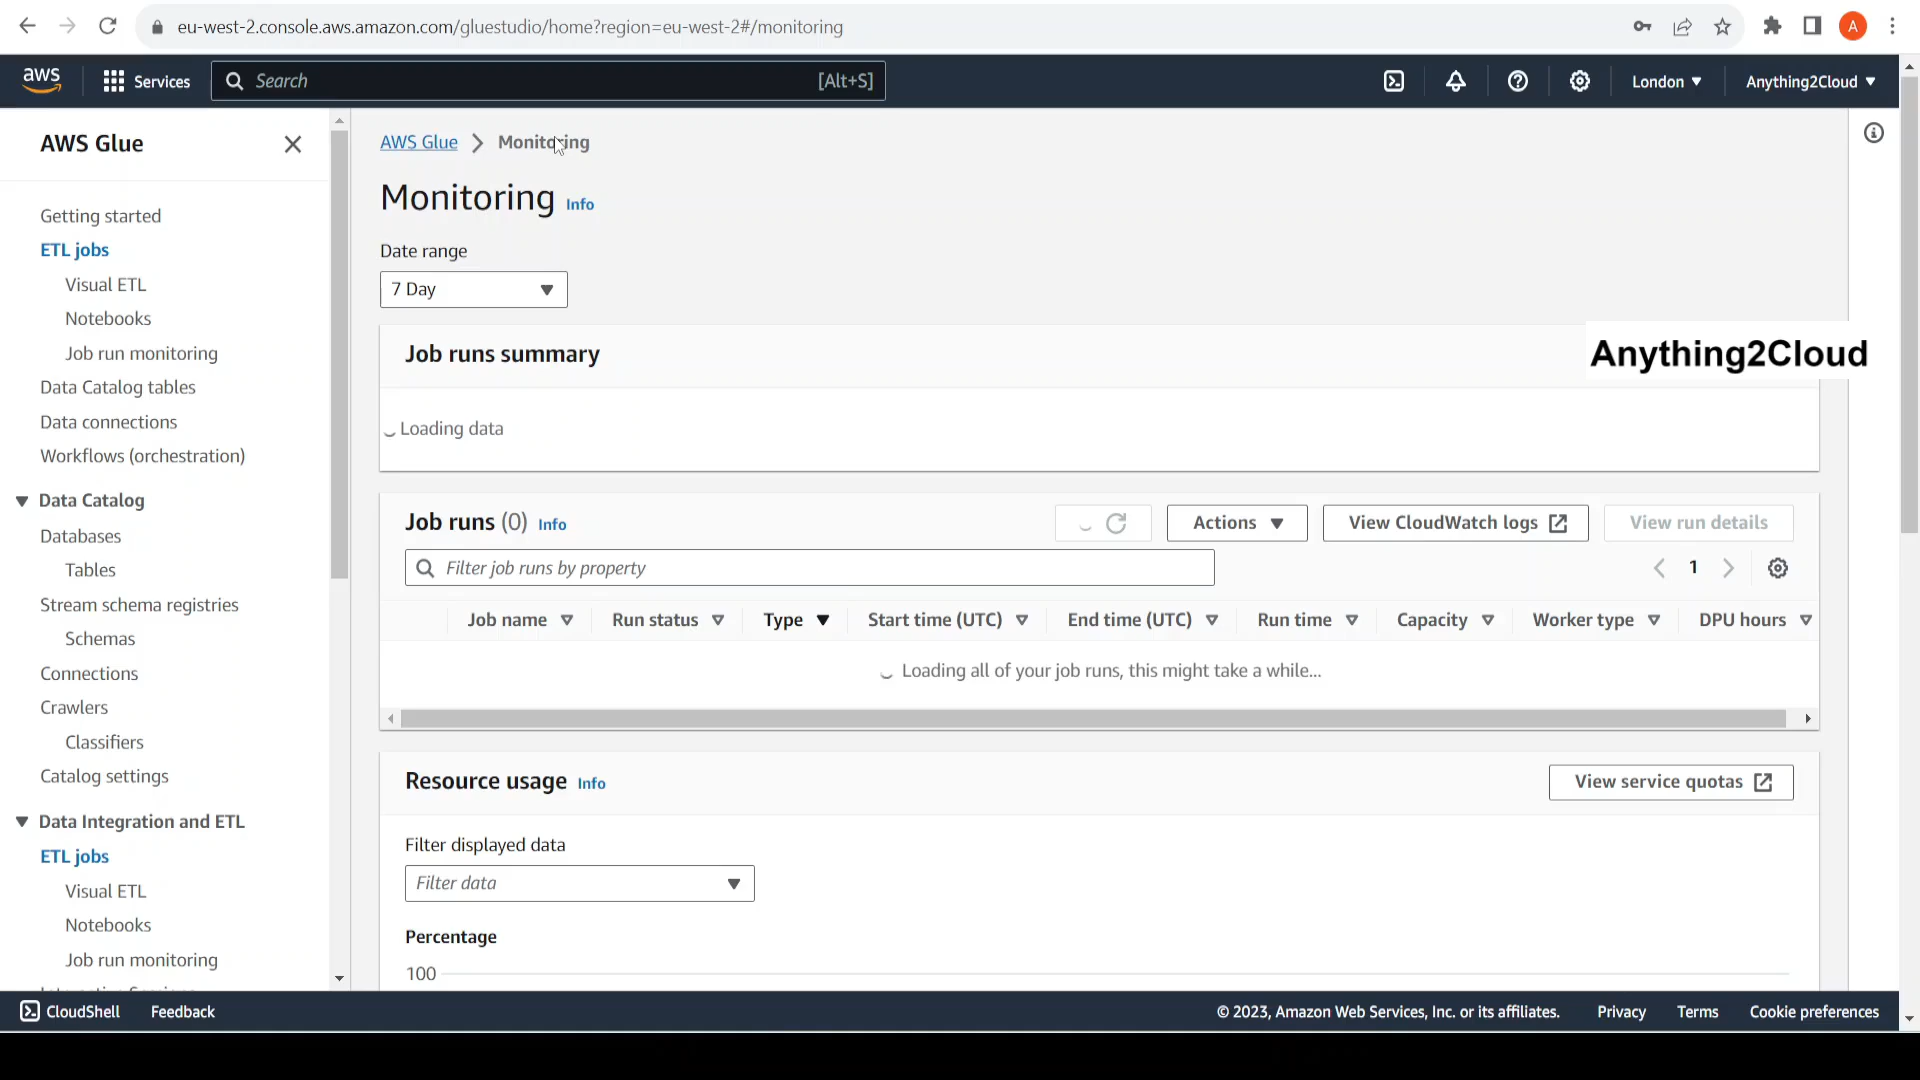 eu-west-2.console.aws.amazon.com/gluestudio/home?region=eu-west-2#/monitoring
A
aws
Services
Search
[Alt+S]
London
Anything2Cloud
AWS Glue
Getting started
ETL jobs
Visual ETL
Notebooks
Job run monitoring
Data Catalog tables
Data connections
Workflows (orchestration)
Data Catalog
Databases
Tables
Stream schema registries
Schemas
Connections
Crawlers
Classifiers
Catalog settings
Data Integration and ETL
ETL jobs
Visual ETL
Notebooks
Job run monitoring
AWS Glue
Monitoring
Monitoring Info
Date range
7 Day
Job runs summary
Anything2Cloud
Loading data
Job runs (0) Info
Actions
View CloudWatch logs
View run details
Filter job runs by property
1
Job name
Run status
Type
Start time (UTC)
End time (UTC)
Run time
Capacity
Worker type
DPU hours
Loading all of your job runs, this might take a while...
Resource usage Info
View service quotas
Filter displayed data
Filter data
Percentage
100
CloudShell
Feedback
© 2023, Amazon Web Services, Inc. or its affiliates.
Privacy
Terms
Cookie preferences